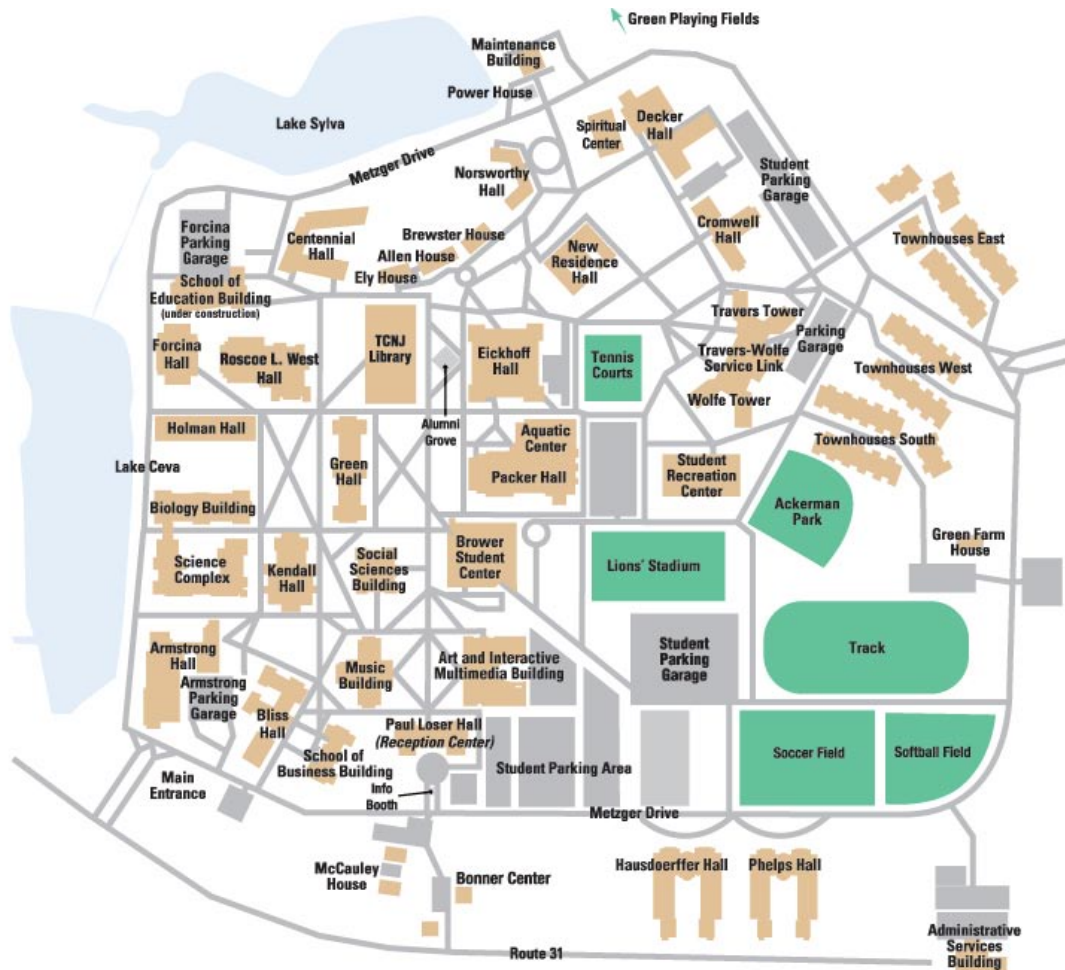 Green Playing Fields
Maintenance
Building
Power House
Lake Sylva
Spiritual
Center
Decker
Hall
Metzger Drive
Norsworthy
Hall
Student
Parking
Garage
Forcina
Parking
Garage
Centennial
Hall
Brewster House
Allen House
Ely House
New
Residence
Hall
Cromwell
Hall
Townhouses East
School of
Education Building
(under construction)
Travers Tower
Parking
Garage
Forcina
Hall
Roscoe L. West
Hall
TCNJ
Library
Eickhoff
Hall
Tennis
Courts
Travers-Wolfe
Service Link
Townhouses West
Wolfe Tower
Alumni
Grove
Holman Hall
Lake Ceva
Green
Hall
Aquatic
Center
Packer Hall
Student
Recreation
Center
Townhouses South
Ackerman
Park
Biology Building
Green Farm
House
Science
Complex
Kendall
Hall
Social
Sciences
Building
Brower
Student
Center
Lions' Stadium
Armstrong
Hall
Armstrong
Parking
Garage
Music
Building
Art and Interactive
Multimedia Building
Student
Parking
Garage
Track
Bliss
Hall
Paul Loser Hall
(Reception Center)
School of
Business Building
Student Parking Area
Soccer Field
Softball Field
Main
Entrance
Info
Booth
Metzger Drive
McCauley
House
Bonner Center
Hausdoerffer Hall
Phelps Hall
Administrative
Services
Building
Route 31